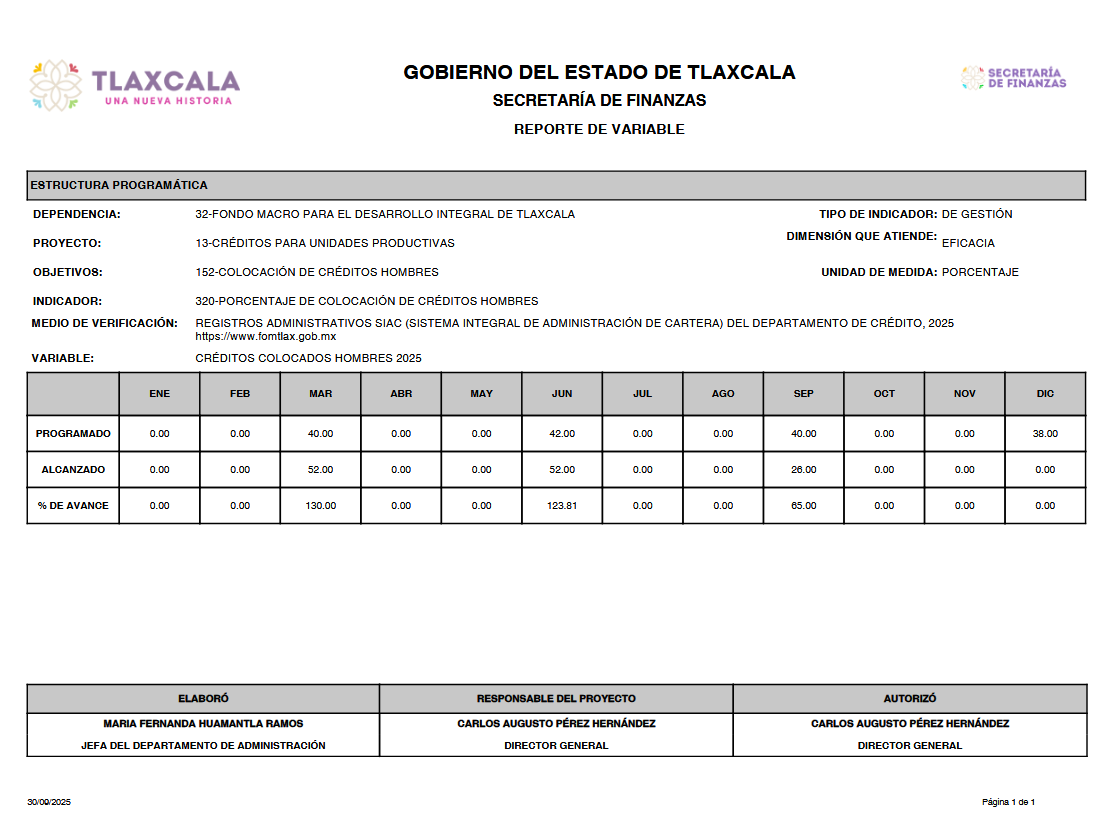 TLAXCALA
UNA NUEVA HISTORIA
GOBIERNO DEL ESTADO DE TLAXCALA
SECRETARÍA DE FINANZAS
REPORTE DE VARIABLE
SECRETARÍA
DE FINANZAS
ESTRUCTURA PROGRAMÁTICA
DEPENDENCIA: 32-FONDO MACRO PARA EL DESARROLLO INTEGRAL DE TLAXCALA TIPO DE INDICADOR: DE GESTIÓN
PROYECTO: 13-CRÉDITOS PARA UNIDADES PRODUCTIVAS DIMENSIÓN QUE ATIENDE: EFICACIA
OBJETIVOS: 152-COLOCACIÓN DE CRÉDITOS HOMBRES UNIDAD DE MEDIDA: PORCENTAJE
INDICADOR: 320-PORCENTAJE DE COLOCACIÓN DE CRÉDITOS HOMBRES
MEDIO DE VERIFICACIÓN: REGISTROS ADMINISTRATIVOS SIAC (SISTEMA INTEGRAL DE ADMINISTRACIÓN DE CARTERA) DEL DEPARTAMENTO DE CRÉDITO, 2025
https://www.fomtlax.gob.mx
VARIABLE: CRÉDITOS COLOCADOS HOMBRES 2025
ENE FEB MAR ABR MAY JUN JUL AGO SEP OCT NOV DIC
PROGRAMADO 0.00 0.00 40.00 0.00 0.00 42.00 0.00 0.00 40.00 0.00 0.00 38.00
ALCANZADO 0.00 0.00 52.00 0.00 0.00 52.00 0.00 0.00 26.00 0.00 0.00 0.00
% DE AVANCE 0.00 0.00 130.00 0.00 0.00 123.81 0.00 0.00 65.00 0.00 0.00 0.00
ELABORÓ RESPONSABLE DEL PROYECTO AUTORIZÓ
MARIA FERNANDA HUAMANTLA RAMOS CARLOS AUGUSTO PÉREZ HERNÁNDEZ CARLOS AUGUSTO PÉREZ HERNÁNDEZ
JEFA DEL DEPARTAMENTO DE ADMINISTRACIÓN DIRECTOR GENERAL DIRECTOR GENERAL
30/09/2025 Página 1 de 1